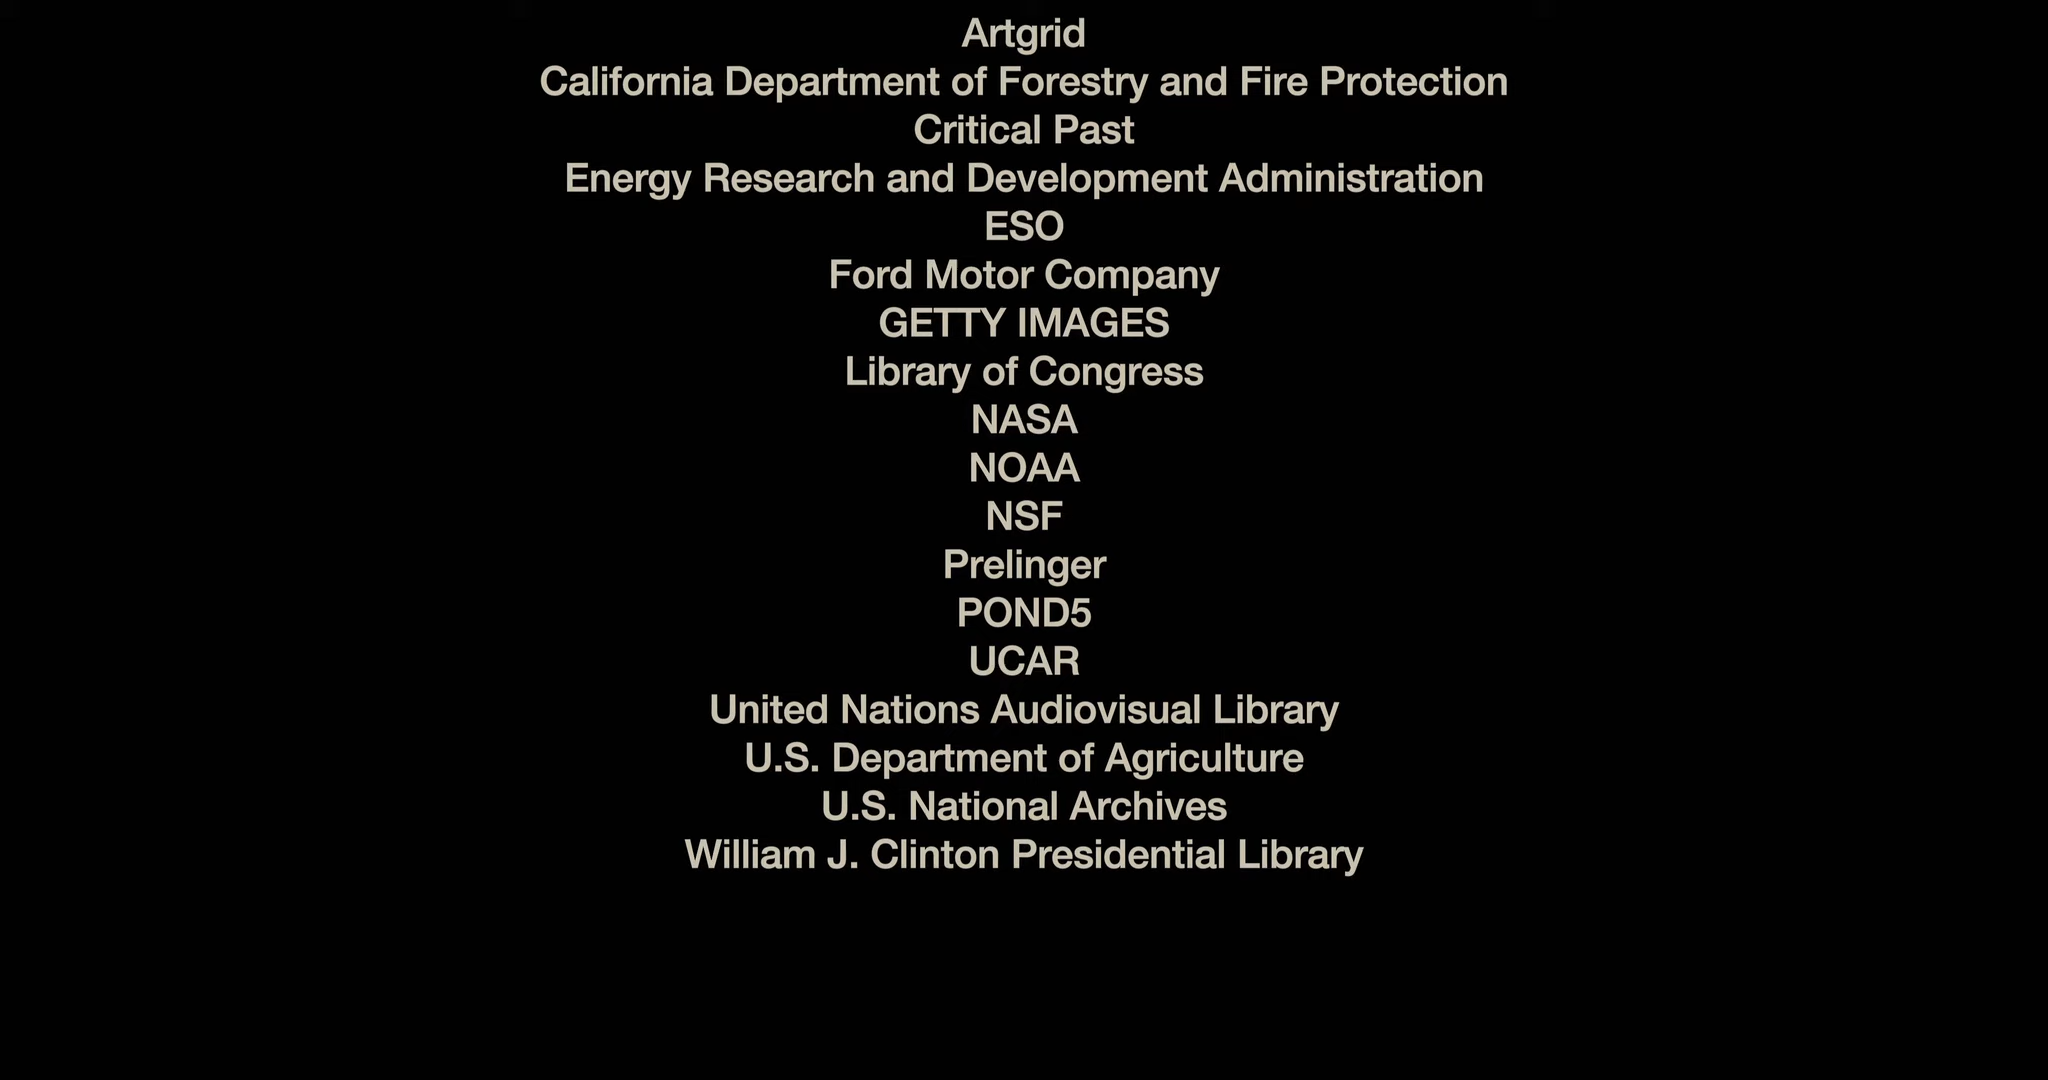 Artgrid
California Department of Forestry and Fire Protection
Critical Past
Energy Research and Development Administration
ESO
Ford Motor Company
GETTY IMAGES
Library of Congress
NASA
NOAA
NSF
Prelinger
POND5
UCAR
United Nations Audiovisual Library
U.S. Department of Agriculture
U.S. National Archives
William J. Clinton Presidential Library